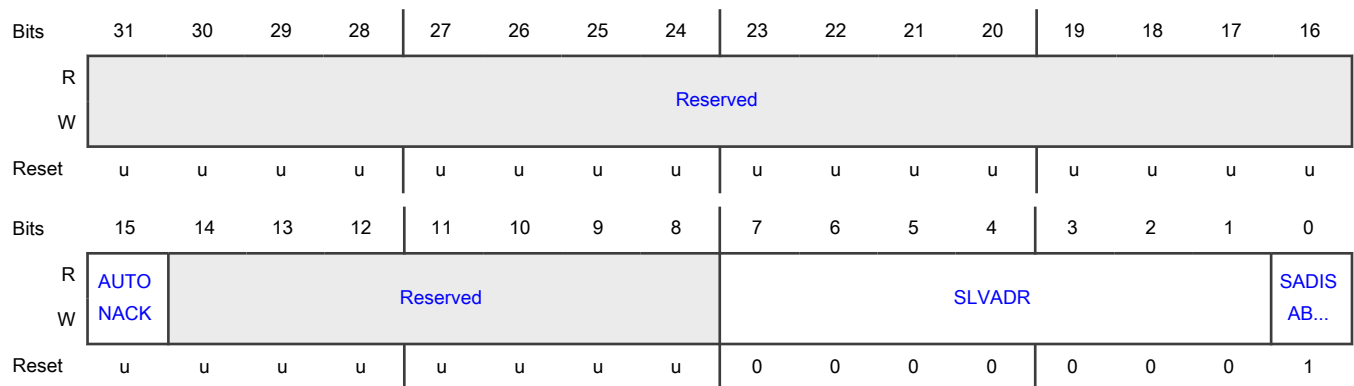 Bits 31 30 29 28 27 26 25 24 23 22 21 20 19 18 17 16
R
Reserved
W
Reset u u u u u u u u u u u u u u u u
Bits 15 14 13 12 11 10 9 8 7 6 5 4 3 2 1 0
R AUTO SADIS
Reserved SLVADR
W NACK AB...
Reset u u u u u u u u 0 0 0 0 0 0 0 1